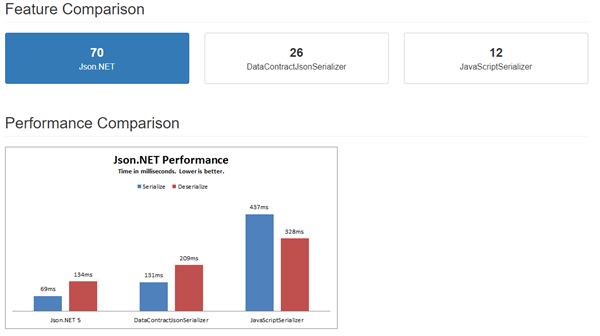 Feature Comparison
70
Json.NET
26
DataContractJsonSerializer
12
JavaScriptSerializer
Performance Comparison
Json.NET Performance
Time in milliseconds. Lower is better.
Serialize Deserialize
437ms
328ms
209ms
134ms
131ms
69ms
Json.NET 5 DataContractJsonSerializer JavaScriptSerializer